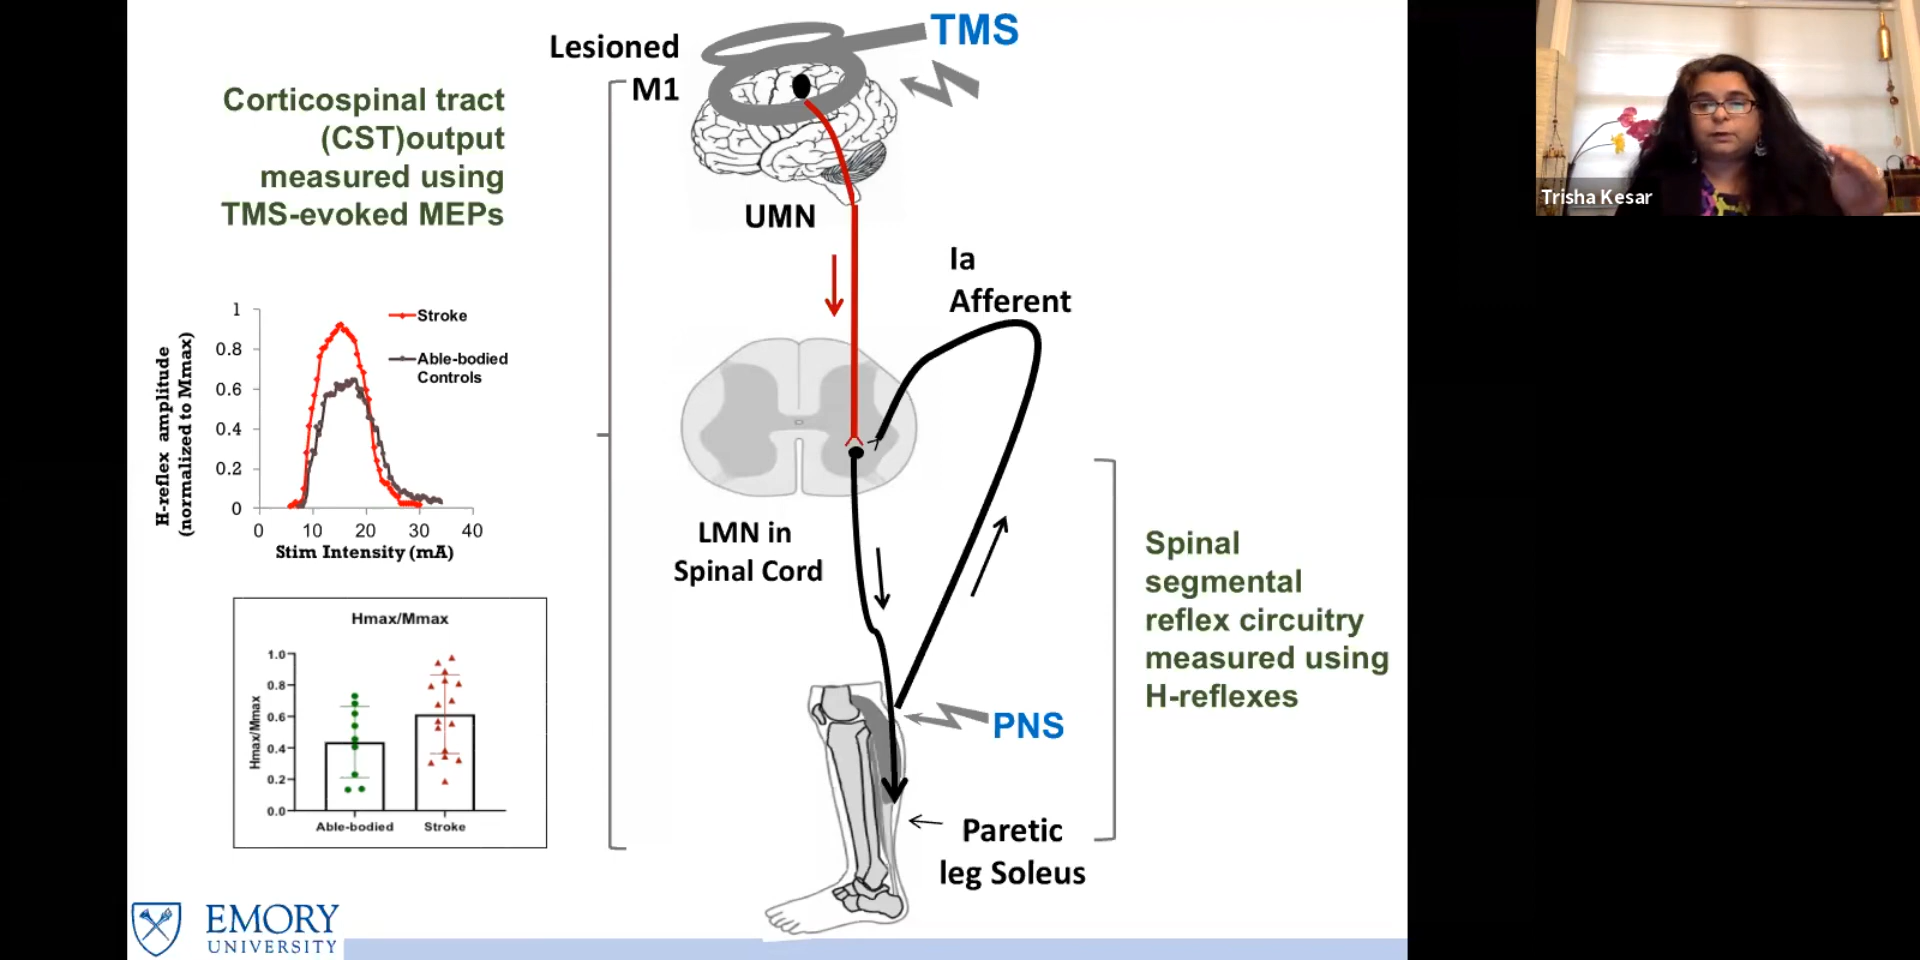 TMS
Lesioned
M1
Corticospinal tract
(CST)output
measured using
TMS-evoked MEPs
UMN
Trisha Kesar
Ia
Afferent
H-reflex amplitude
(normalized to Mmax)
1
0.8
0.6
0.4
0.2
0
0 10 20 30 40
Stim Intensity (mA)
Stroke
Able-bodied
Controls
LMN in
Spinal Cord
Spinal
segmental
reflex circuitry
measured using
H-reflexes
Hmax/Mmax
Hmax/Mmax
1.0
0.8
0.6
0.4
0.2
0.0
Able-bodied Stroke
PNS
Paretic
leg Soleus
EMORY
UNIVERSITY